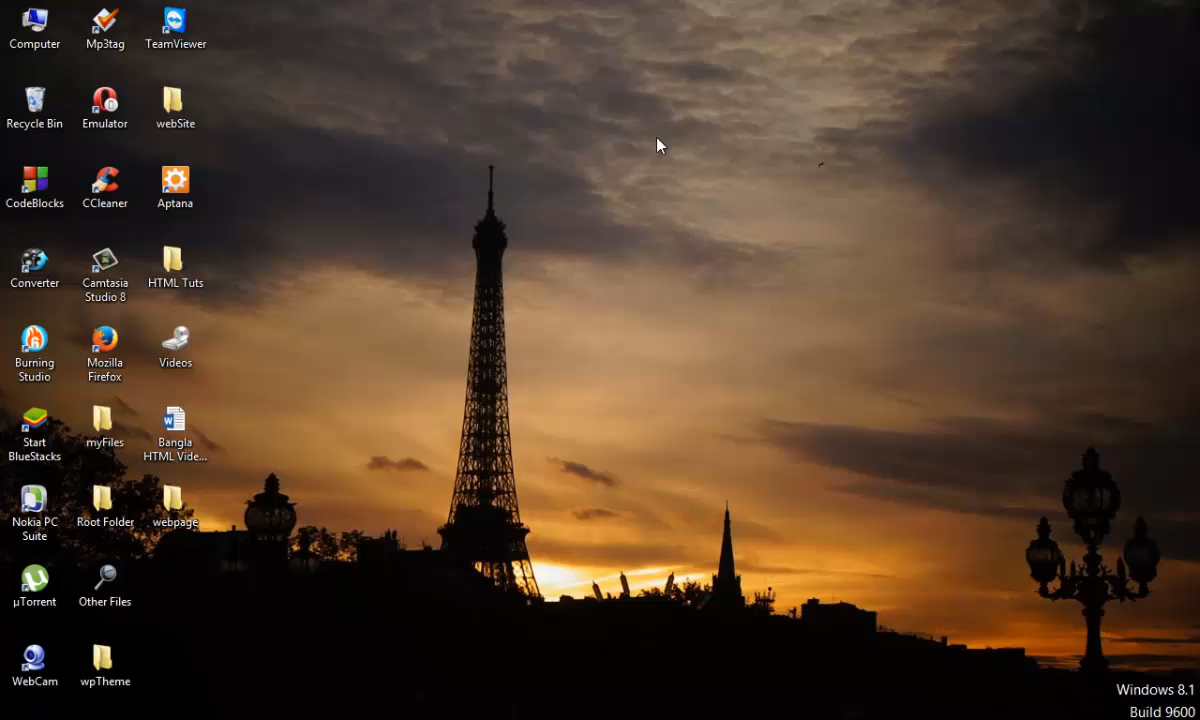 Computer
Mp3tag
TeamViewer
Recycle Bin
Emulator
webSite
CodeBlocks
CCleaner
Aptana
Converter
Camtasia
Studio 8
HTML Tuts
Burning
Studio
Mozilla
Firefox
Videos
Start
BlueStacks
myFiles
Bangla
HTML Vide...
Nokia PC
Suite
Root Folder
webpage
µTorrent
Other Files
WebCam
wpTheme
Windows 8.1
Build 9600